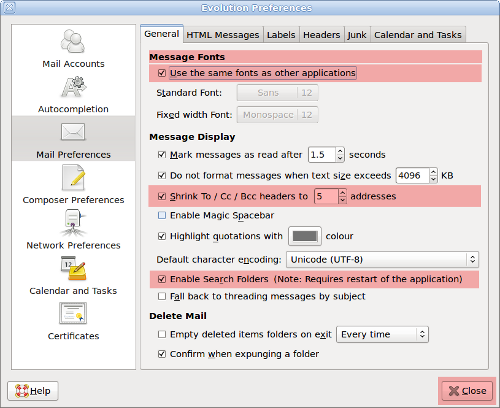 Evolution Preferences
Mail Accounts
Autocompletion
Mail Preferences
Composer Preferences
Network Preferences
Calendar and Tasks
Certificates
General HTML Messages Labels Headers Junk Calendar and Tasks
Message Fonts
Use the same fonts as other applications
Standard Font: Sans 12
Fixed width Font: Monospace 12
Message Display
Mark messages as read after 1.5 seconds
Do not format messages when text size exceeds 4096 KB
Shrink To / Cc / Bcc headers to 5 addresses
Enable Magic Spacebar
Highlight quotations with colour
Default character encoding: Unicode (UTF-8)
Enable Search Folders (Note: Requires restart of the application)
Fall back to threading messages by subject
Delete Mail
Empty deleted items folders on exit Every time
Confirm when expunging a folder
Help Close